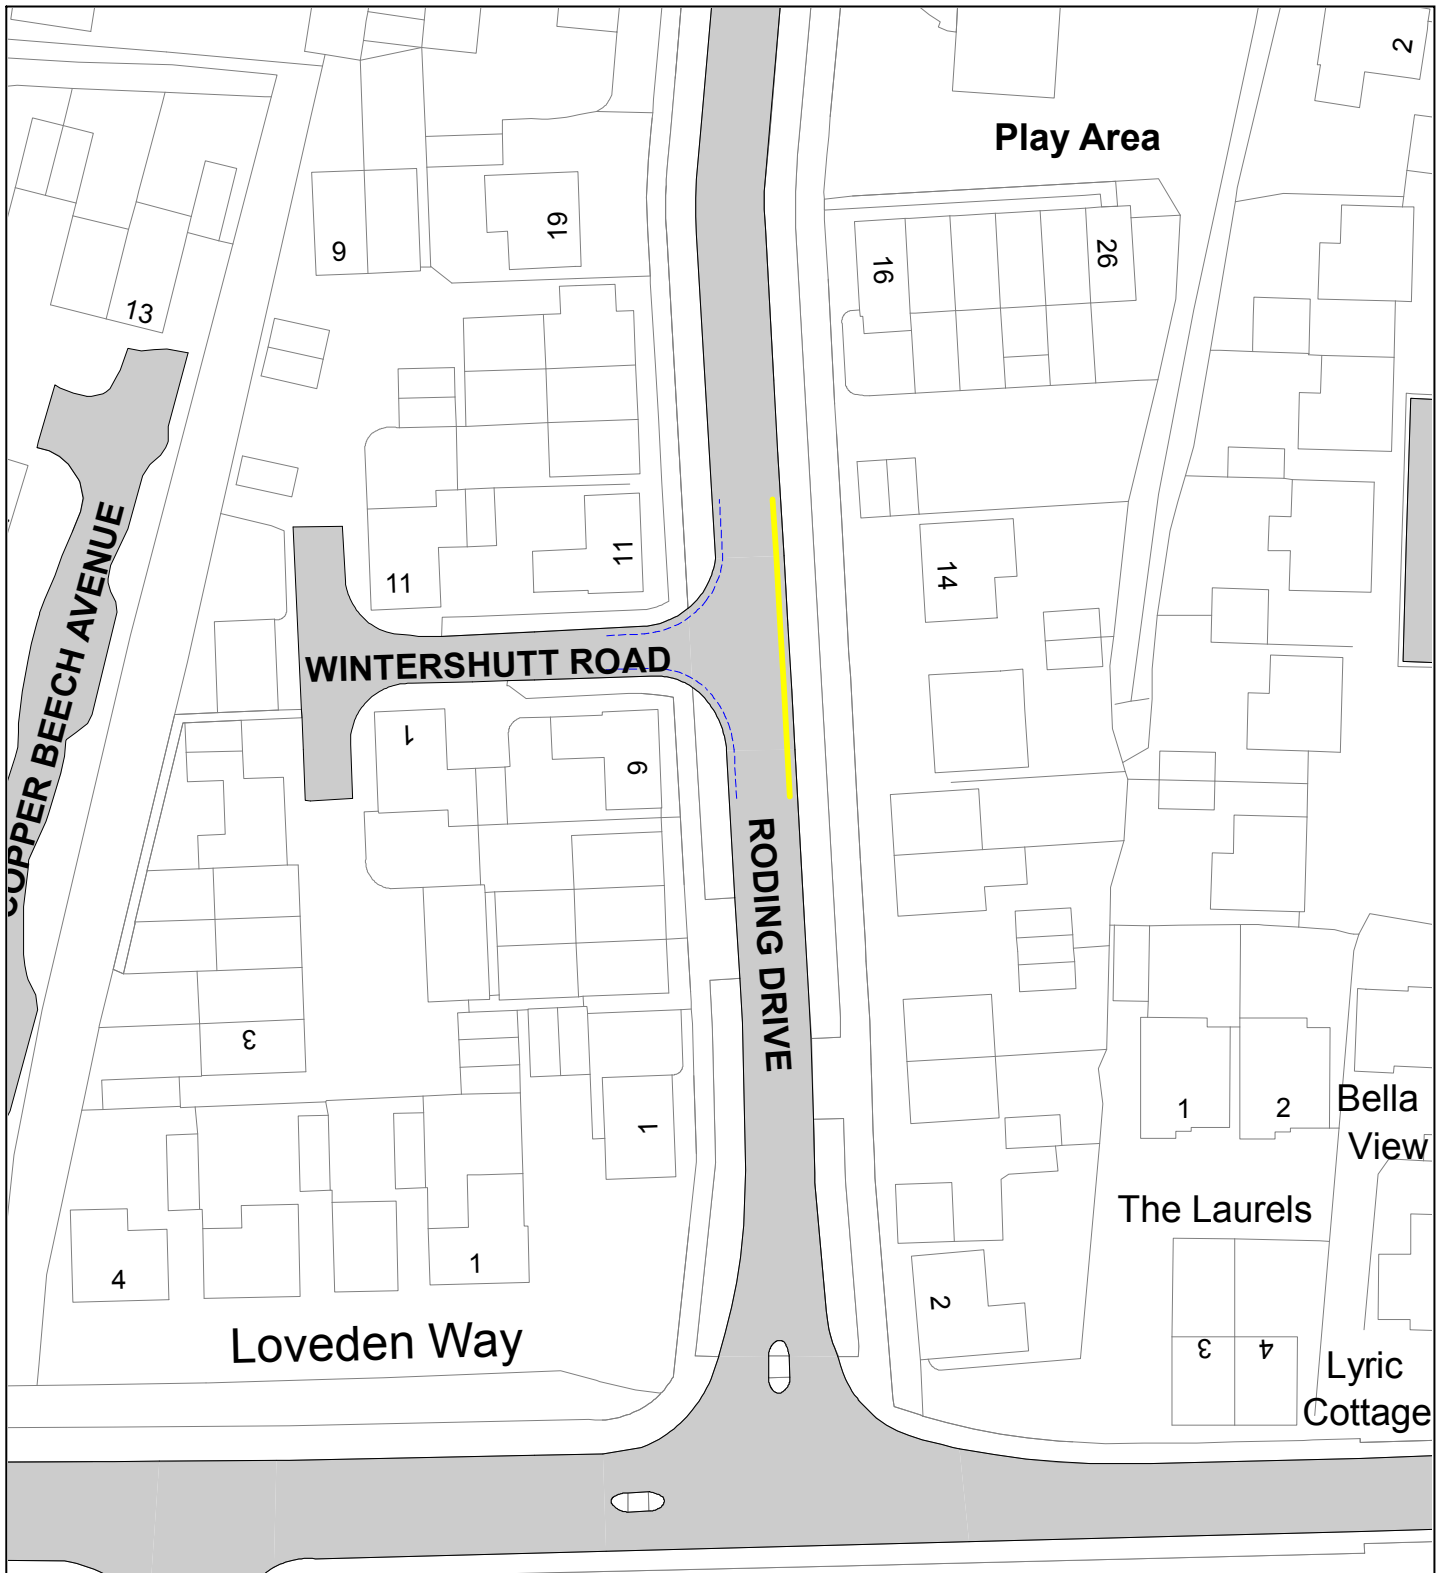 2
Play Area
9
19
16
26
13
11
11
14
COPPER BEECH AVENUE
WINTERSHUTT ROAD
1
9
RODING DRIVE
3
1
1
2
Bella
View
The Laurels
4
1
2
Loveden Way
3
4
Lyric
Cottage